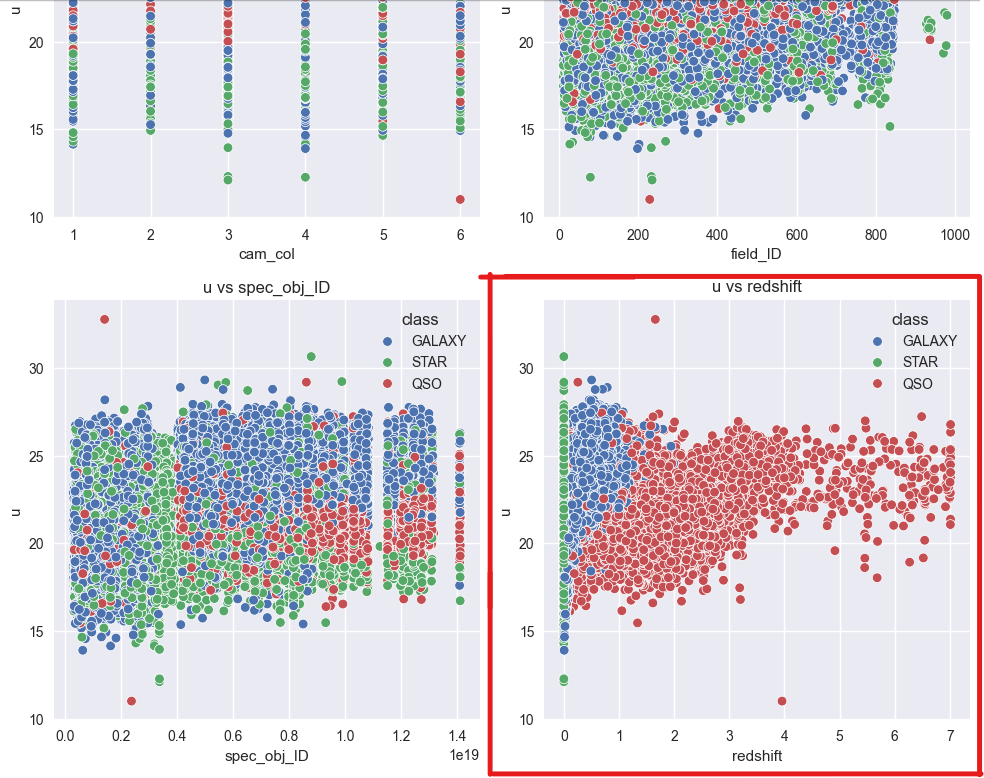 u
20
15
10
1 2 3 4 5 6
cam_col
u
20
15
10
0 200 400 600 800 1000
field_ID
u vs spec_obj_ID
class
GALAXY
STAR
QSO
u
30
25
20
15
10
0.0 0.2 0.4 0.6 0.8 1.0 1.2 1.4
1e19
spec_obj_ID
u vs redshift
class
GALAXY
STAR
QSO
u
30
25
20
15
10
0 1 2 3 4 5 6 7
redshift